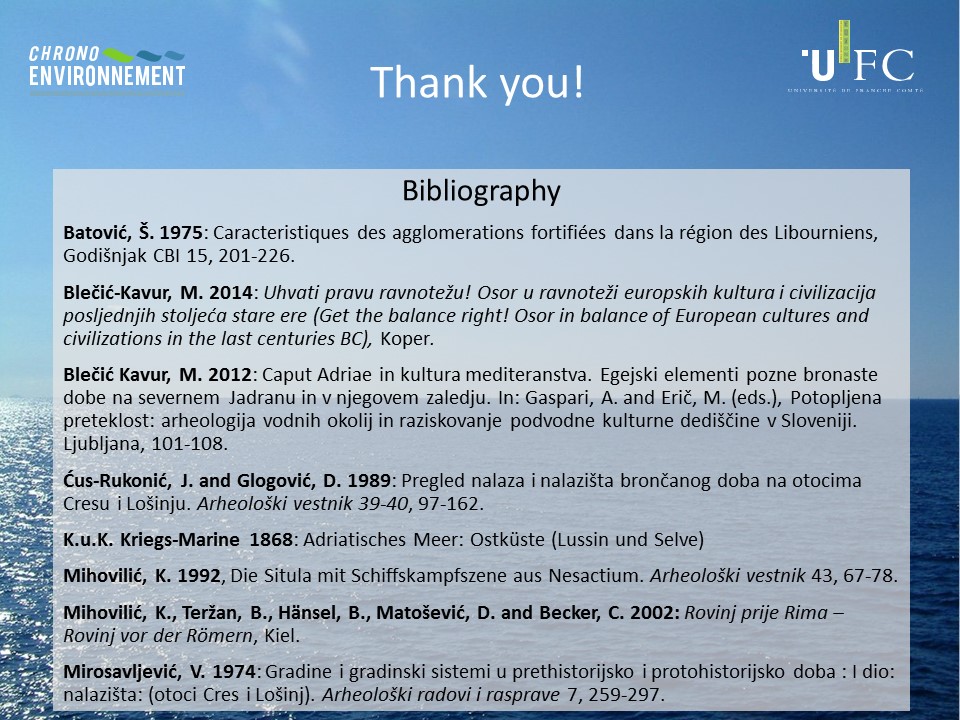 CHRONO
ENVIRONNEMENT
Thank you!
UFC
UNIVERSITÉ DE FRANCHE-COMTÉ
Bibliography
Batović, Š. 1975: Caracteristiques des agglomerations fortifiées dans la région des Libourniens,
Godišnjak CBI 15, 201-226.
Blečić-Kavur, M. 2014: Uhvati pravu ravnotežu! Osor u ravnoteži europskih kultura i civilizacija
posljednjih stoljeća stare ere (Get the balance right! Osor in balance of European cultures and
civilizations in the last centuries BC), Koper.
Blečić Kavur, M. 2012: Caput Adriae in kultura mediteranstva. Egejski elementi pozne bronaste
dobe na severnem Jadranu in v njegovem zaledju. In: Gaspari, A. and Erič, M. (eds.), Potopljena
preteklost: arheologija vodnih okolij in raziskovanje podvodne kulturne dediščine v Sloveniji.
Ljubljana, 101-108.
Ćus-Rukonić, J. and Glogović, D. 1989: Pregled nalaza i nalazišta brončanog doba na otocima
Cresu i Lošinju. Arheološki vestnik 39-40, 97-162.
K.u.K. Kriegs-Marine 1868: Adriatisches Meer: Ostküste (Lussin und Selve)
Mihovilić, K. 1992, Die Situla mit Schiffskampfszene aus Nesactium. Arheološki vestnik 43, 67-78.
Mihovilić, K., Teržan, B., Hänsel, B., Matošević, D. and Becker, C. 2002: Rovinj prije Rima –
Rovinj vor der Römern, Kiel.
Mirosavljević, V. 1974: Gradine i gradinski sistemi u prethistorijsko i protohistorijsko doba : I dio:
nalazišta: (otoci Cres i Lošinj). Arheološki radovi i rasprave 7, 259-297.